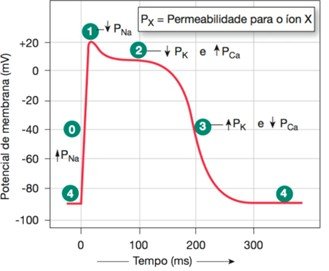 Pₓ = Permeabilidade para o íon X
1 ↓ P_Na
+20
2 ↓ P_K e ↑ P_Ca
0
-20
-40
0
3 ↑ P_K e ↓ P_Ca
↑ P_Na
-60
-80
4
4
-100
Potencial de membrana (mV)
0 100 200 300
Tempo (ms)